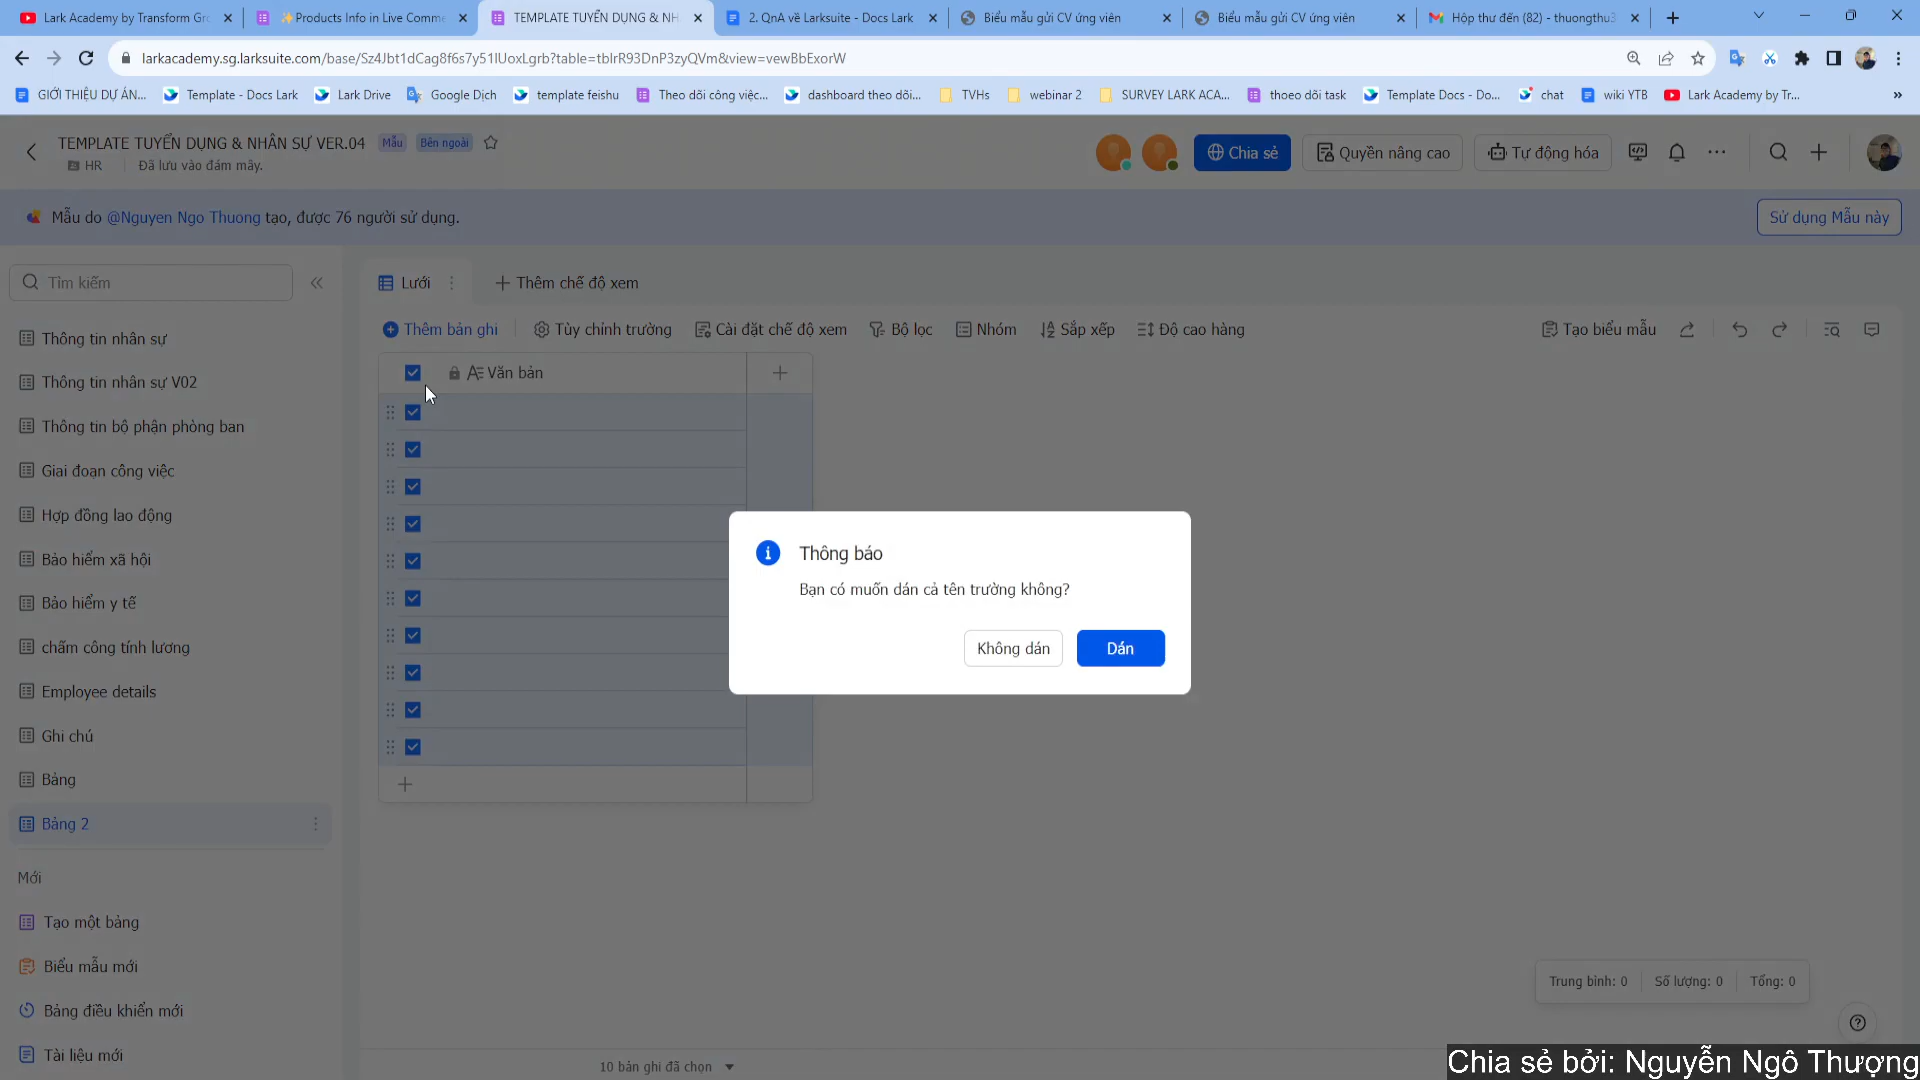 Lark Academy by Transform Gr
✨Products Info in Live Comme
TEMPLATE TUYỂN DỤNG & NH
2. QnA về Larksuite - Docs Lark
Biểu mẫu gửi CV ứng viên
Biểu mẫu gửi CV ứng viên
Hộp thư đến (82) - thuongthu3
larkacademy.sg.larksuite.com/base/Sz4Jbt1dCag8f6s7y51lUoxLgrb?table=tblrR93DnP3zyQVm&view=vewBbExorW
GIỚI THIỆU DỰ ÁN...
Template - Docs Lark
Lark Drive
Google Dịch
template feishu
Theo dõi công việc...
dashboard theo dõi...
TVHs
webinar 2
SURVEY LARK ACA...
thoeo dõi task
Template Docs - Do...
chat
wiki YTB
Lark Academy by Tr...
»
TEMPLATE TUYỂN DỤNG & NHÂN SỰ VER.04
Mẫu
Bên ngoài
HR
Đã lưu vào đám mây.
Chia sẻ
Quyền nâng cao
Tự động hóa
Mẫu do @Nguyen Ngo Thuong tạo, được 76 người sử dụng.
Sử dụng Mẫu này
Tìm kiếm
Lưới
Thêm chế độ xem
Thêm bản ghi
Tùy chỉnh trường
Cài đặt chế độ xem
Bộ lọc
Nhóm
Sắp xếp
Độ cao hàng
Tạo biểu mẫu
Văn bản
Thông tin nhân sự
Thông tin nhân sự V02
Thông tin bộ phận phòng ban
Giai đoạn công việc
Hợp đồng lao động
Bảo hiểm xã hội
Bảo hiểm y tế
chấm công tính lương
Employee details
Ghi chú
Bảng
Bảng 2
Mới
Tạo một bảng
Biểu mẫu mới
Bảng điều khiển mới
Tài liệu mới
Thông báo
Bạn có muốn dán cả tên trường không?
Không dán
Dán
Trung bình: 0
Số lượng: 0
Tổng: 0
10 bản ghi đã chọn
Chia sẻ bởi: Nguyễn Ngô Thượng